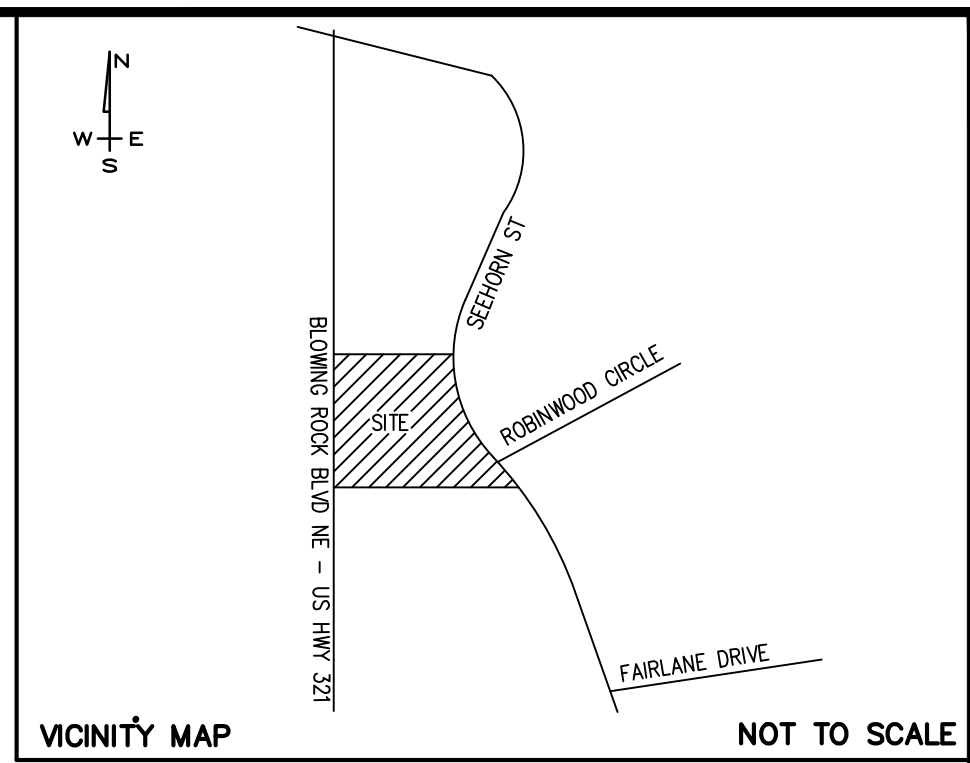 N
W E
S
SEEHORN ST
BLOWING ROCK BLVD NE - US HWY 321
ROBINWOOD CIRCLE
SITE
FAIRLANE DRIVE
VICINITY MAP
NOT TO SCALE